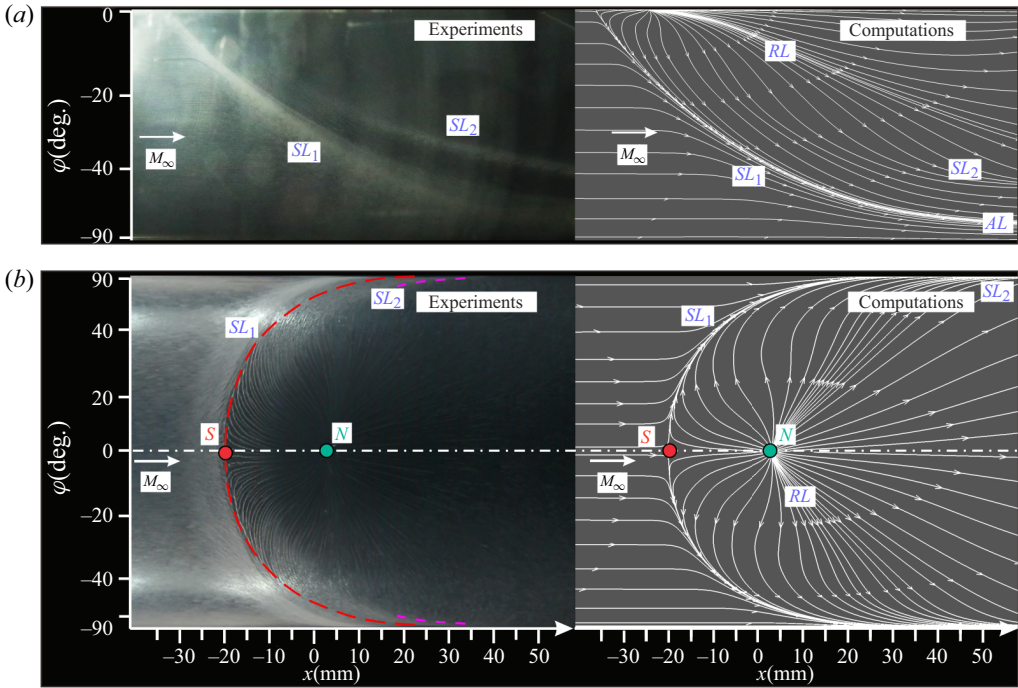 (a)
0
−20
−40
−60
−90
φ(deg.)
M∞
SL1
SL2
Experiments
Computations
RL
M∞
SL1
SL2
AL
(b)
90
40
20
0
−20
−40
−90
φ(deg.)
SL1
SL2
Experiments
S
N
M∞
Computations
SL1
SL2
S
N
M∞
RL
−30 −20 −10 0 10 20 30 40 50
x(mm)
−30 −20 −10 0 10 20 30 40 50
x(mm)